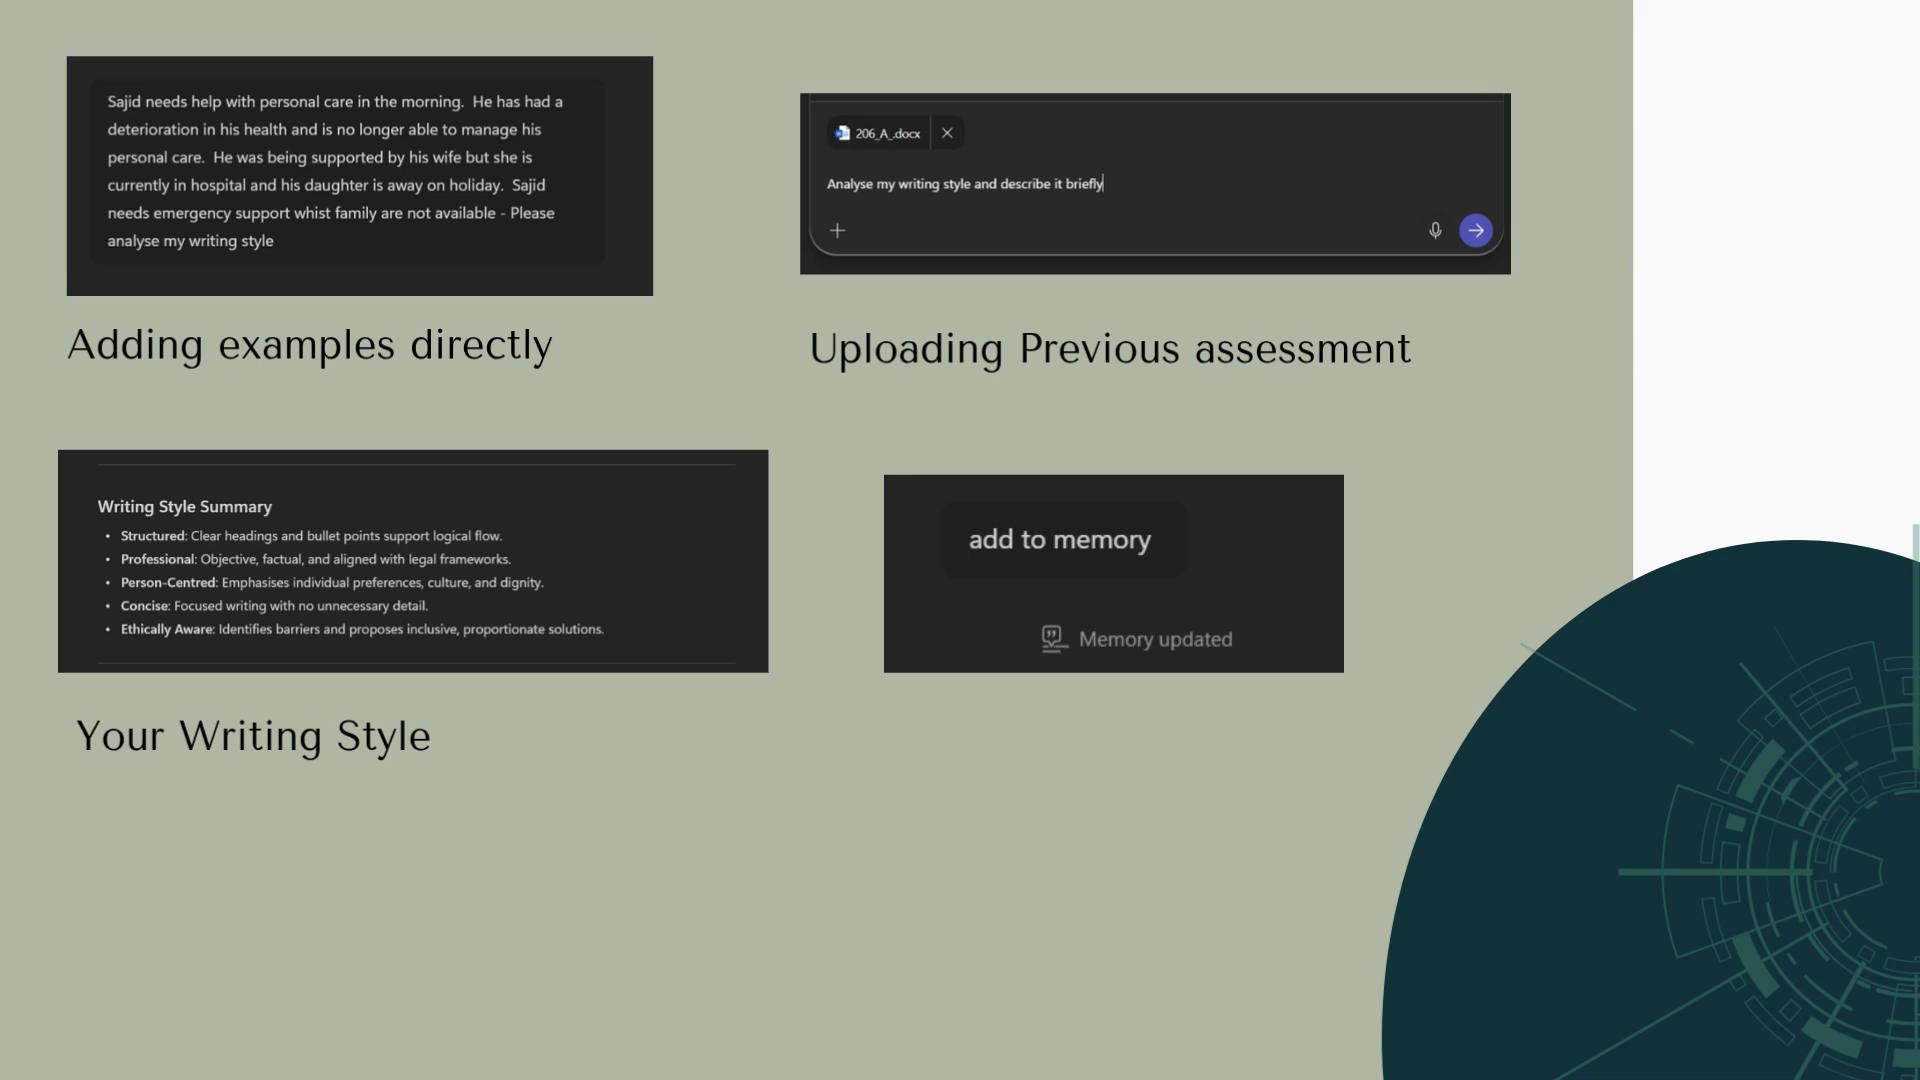 Sajid needs help with personal care in the morning.  He has had a
deterioration in his health and is no longer able to manage his
personal care.  He was being supported by his wife but she is
currently in hospital and his daughter is away on holiday.  Sajid
needs emergency support whist family are not available - Please
analyse my writing style
Adding examples directly
206_A_.docx
Analyse my writing style and describe it briefly
Uploading Previous assessment
Writing Style Summary
• Structured: Clear headings and bullet points support logical flow.
• Professional: Objective, factual, and aligned with legal frameworks.
• Person-Centred: Emphasises individual preferences, culture, and dignity.
• Concise: Focused writing with no unnecessary detail.
• Ethically Aware: Identifies barriers and proposes inclusive, proportionate solutions.
Your Writing Style
add to memory
Memory updated